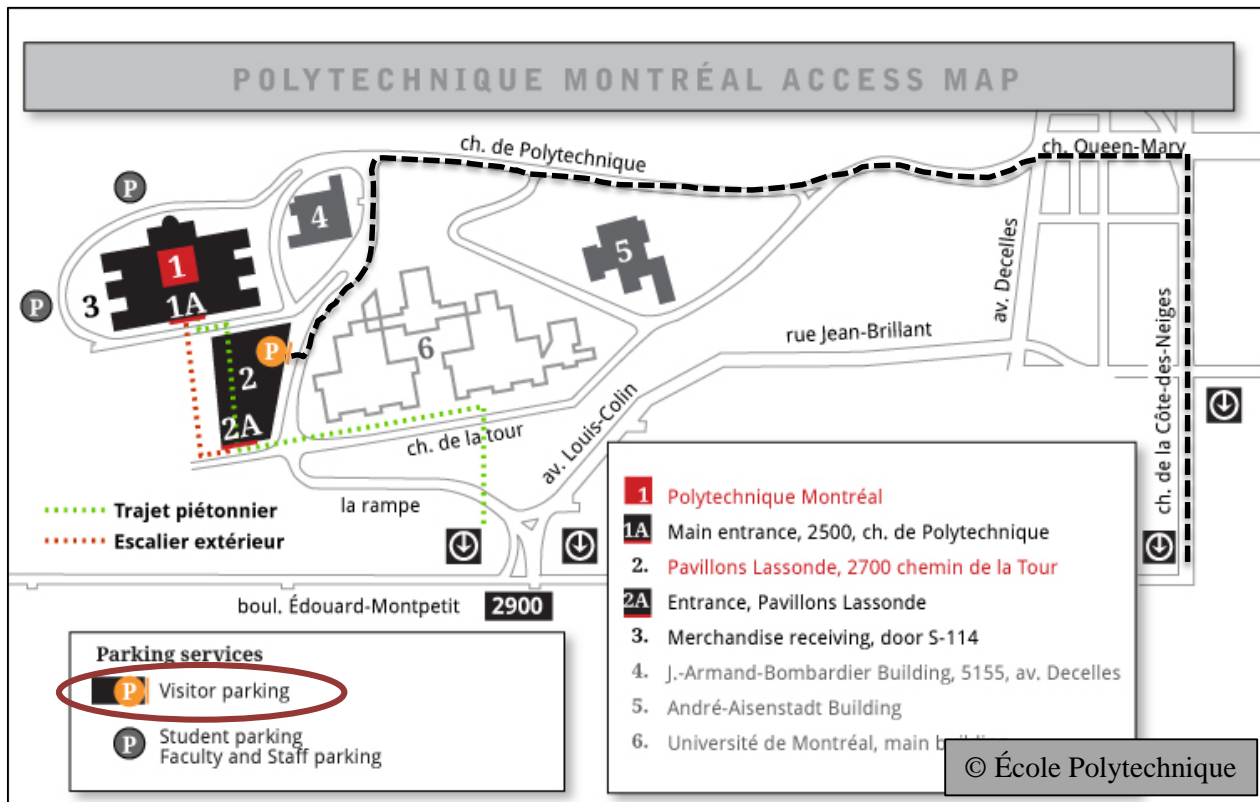 POLYTECHNIQUE MONTRÉAL ACCESS MAP
ch. de Polytechnique
ch. Queen-Mary
P
4
1
5
3
1A
P
av. Decelles
P
rue Jean-Brillant
6
2
ch. de la Côte-des-Neiges
2A
ch. de la tour
av. Louis-Colin
la rampe
Trajet piétonnier
Escalier extérieur
boul. Édouard-Montpetit 2900
1 Polytechnique Montréal
1A Main entrance, 2500, ch. de Polytechnique
2. Pavillons Lassonde, 2700 chemin de la Tour
2A Entrance, Pavillons Lassonde
3. Merchandise receiving, door S-114
4. J.-Armand-Bombardier Building, 5155, av. Decelles
5. André-Aisenstadt Building
6. Université de Montréal, main
Parking services
P Visitor parking
P Student parking
Faculty and Staff parking
© École Polytechnique